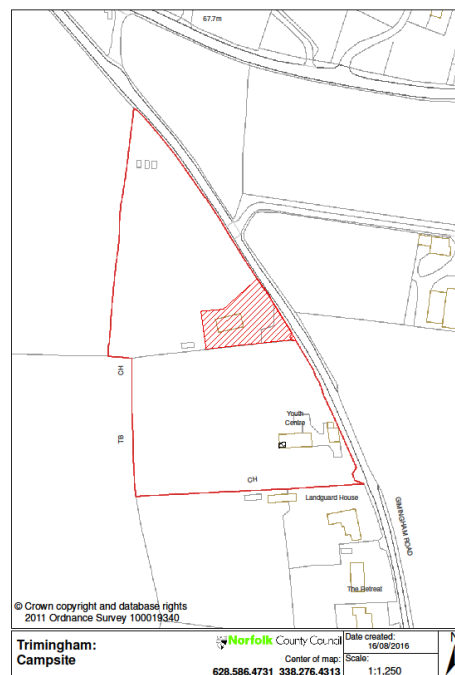 67.7m
CH
TB
Youth
Centre
CH
Landguard House
GIMINGHAM ROAD
The Retreat
© Crown copyright and database rights
2011 Ordnance Survey 100019340
Trimingham:
Campsite
Norfolk County Council
Center of map:
628.586.4731 338.276.4313
Date created:
16/08/2016
Scale:
1:1,250
N